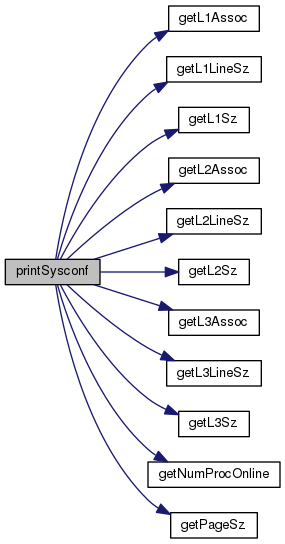 getL1Assoc
getL1LineSz
getL1Sz
getL2Assoc
getL2LineSz
printSysconf
getL2Sz
getL3Assoc
getL3LineSz
getL3Sz
getNumProcOnline
getPageSz